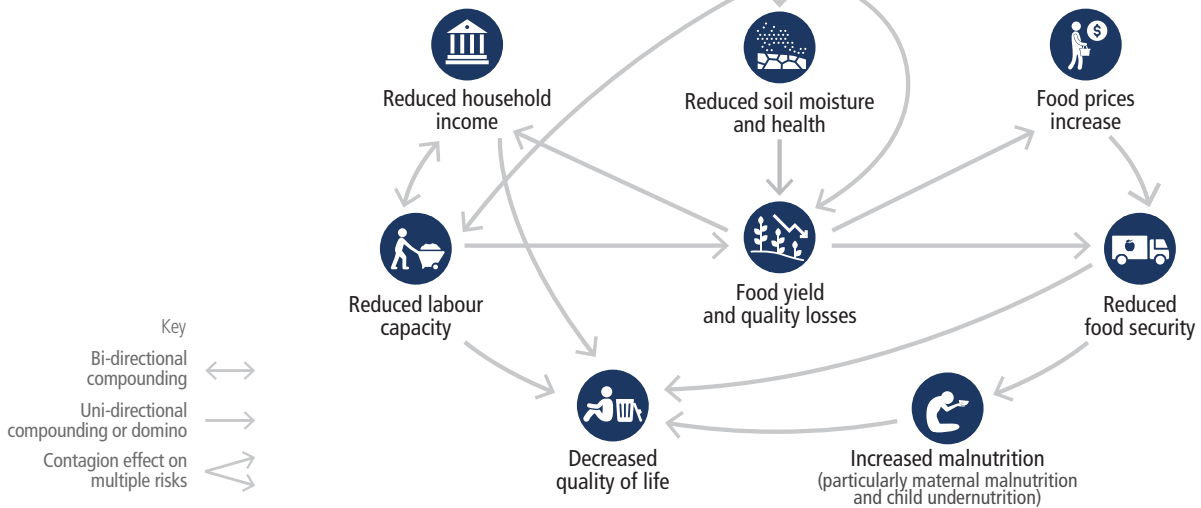 $
Reduced household
income
Reduced soil moisture
and health
Food prices
increase
Reduced labour
capacity
Food yield
and quality losses
Reduced
food security
Key
Bi-directional
compounding
Uni-directional
compounding or domino
Contagion effect on
multiple risks
Decreased
quality of life
Increased malnutrition
(particularly maternal malnutrition
and child undernutrition)